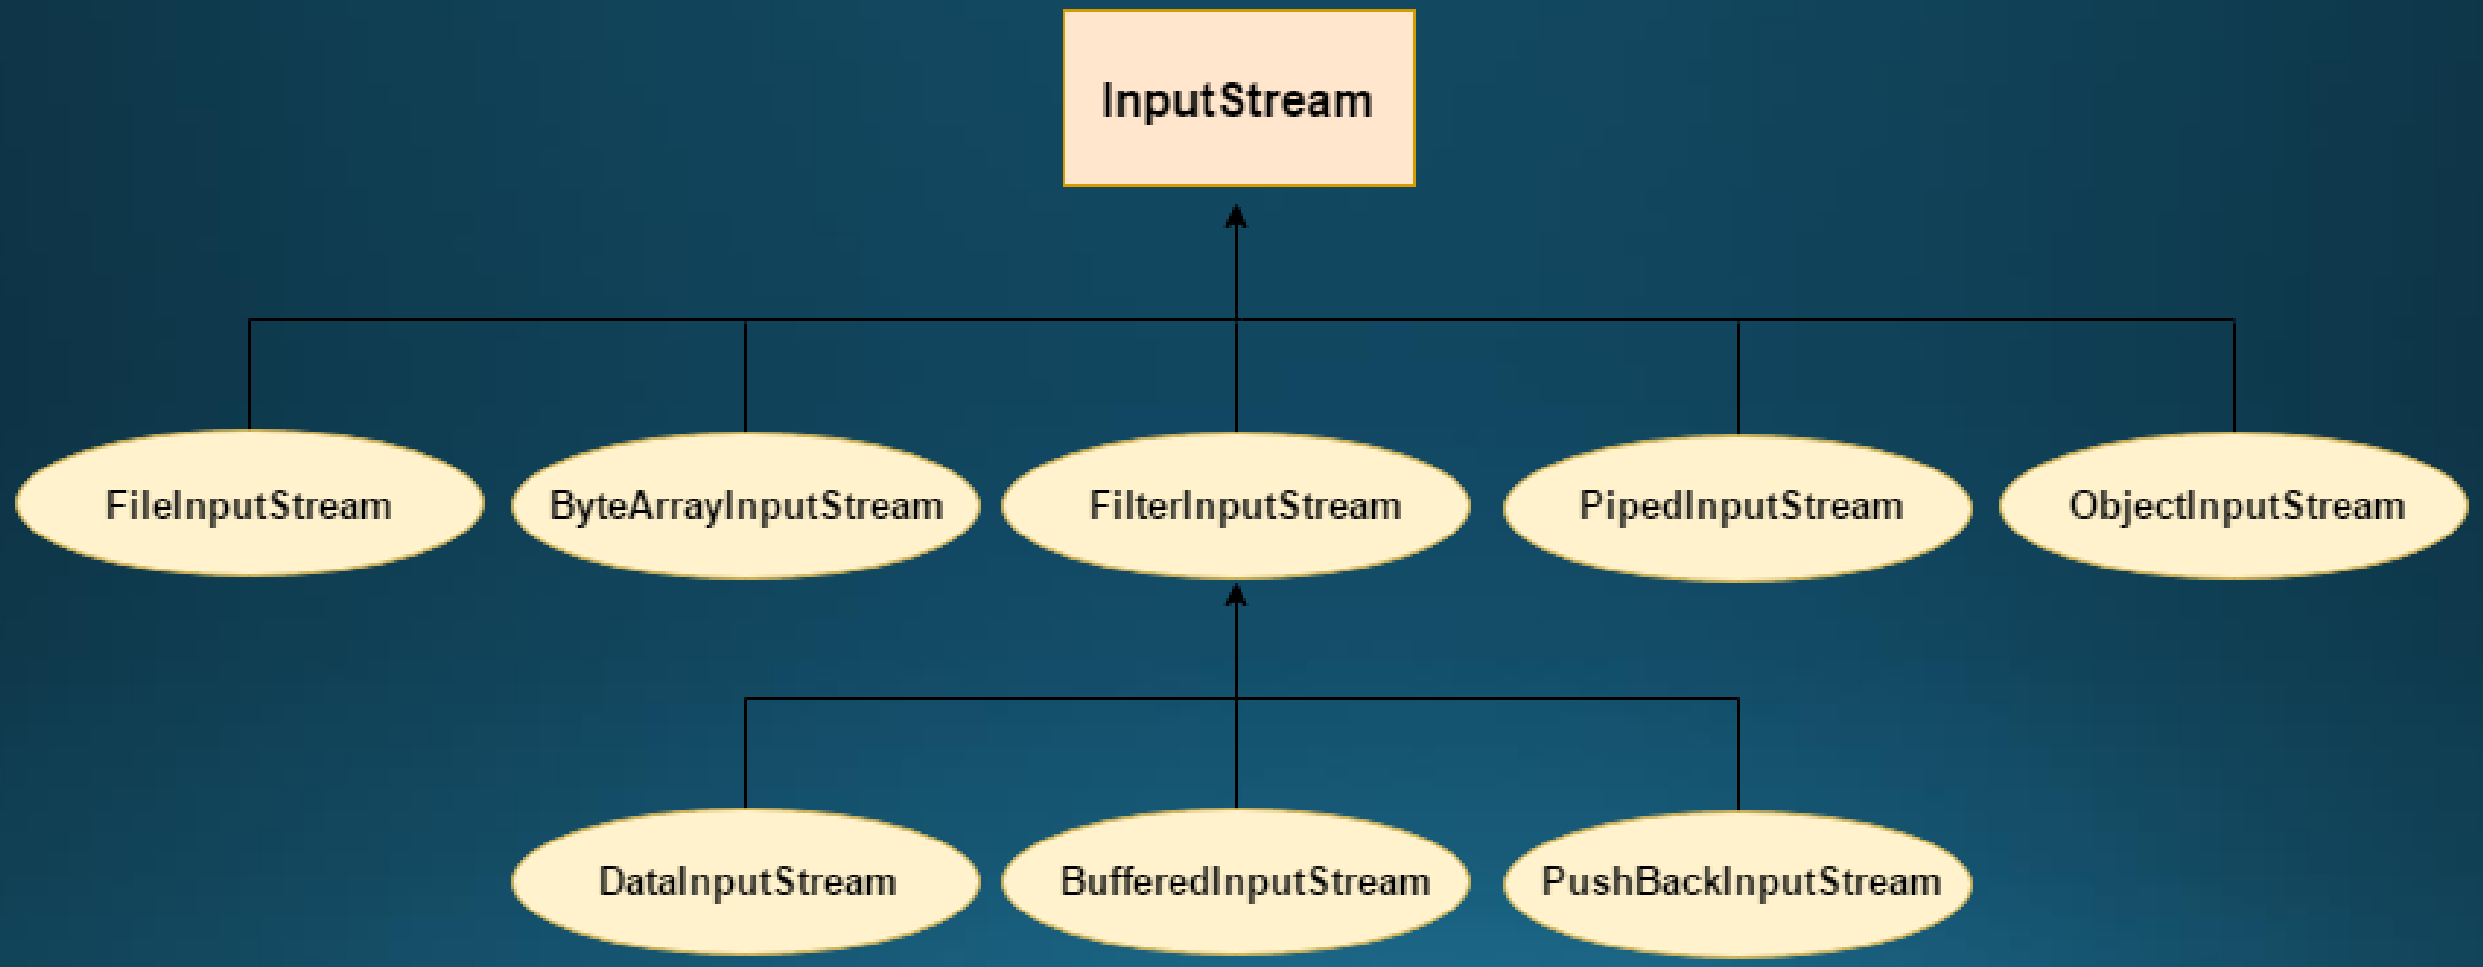 InputStream
FileInputStream
ByteArrayInputStream
FilterInputStream
PipedInputStream
ObjectInputStream
DataInputStream
BufferedInputStream
PushBackInputStream